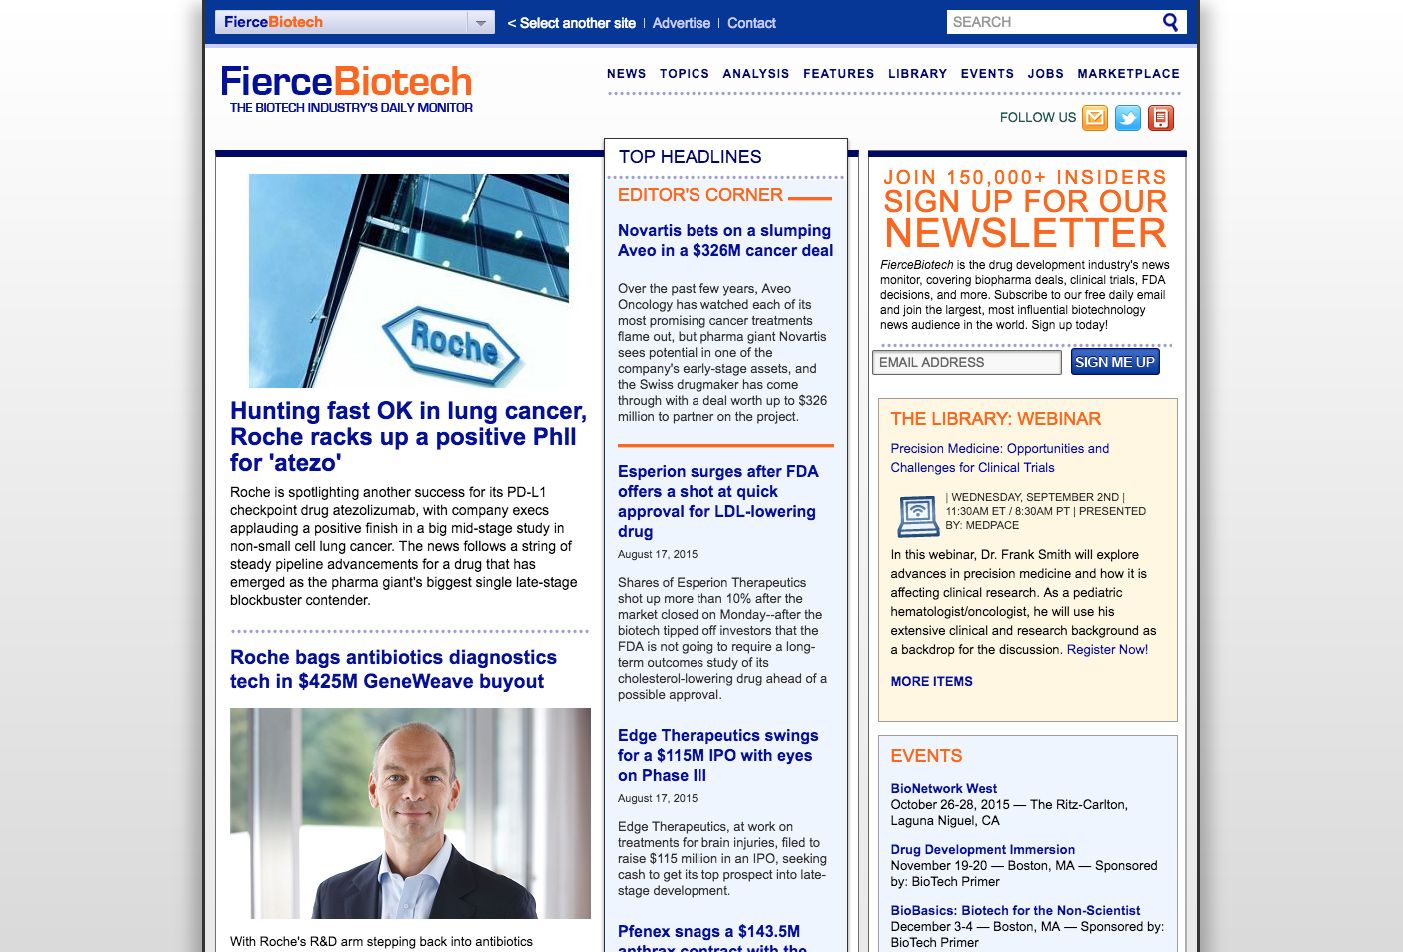 FierceBiotech
< Select another site | Advertise | Contact
SEARCH
FierceBiotech
THE BIOTECH INDUSTRY'S DAILY MONITOR
NEWS TOPICS ANALYSIS FEATURES LIBRARY EVENTS JOBS MARKETPLACE
FOLLOW US
Roche
Hunting fast OK in lung cancer,
Roche racks up a positive PhII
for 'atezo'
Roche is spotlighting another success for its PD-L1
checkpoint drug atezolizumab, with company execs
applauding a positive finish in a big mid-stage study in
non-small cell lung cancer. The news follows a string of
steady pipeline advancements for a drug that has
emerged as the pharma giant's biggest single late-stage
blockbuster contender.
Roche bags antibiotics diagnostics
tech in $425M GeneWeave buyout
With Roche's R&D arm stepping back into antibiotics
TOP HEADLINES
EDITOR'S CORNER
Novartis bets on a slumping
Aveo in a $326M cancer deal
Over the past few years, Aveo
Oncology has watched each of its
most promising cancer treatments
flame out, but pharma giant Novartis
sees potential in one of the
company's early-stage assets, and
the Swiss drugmaker has come
through with a deal worth up to $326
million to partner on the project.
Esperion surges after FDA
offers a shot at quick
approval for LDL-lowering
drug
August 17, 2015
Shares of Esperion Therapeutics
shot up more than 10% after the
market closed on Monday--after the
biotech tipped off investors that the
FDA is not going to require a long-
term outcomes study of its
cholesterol-lowering drug ahead of a
possible approval.
Edge Therapeutics swings
for a $115M IPO with eyes
on Phase III
August 17, 2015
Edge Therapeutics, at work on
treatments for brain injuries, filed to
raise $115 million in an IPO, seeking
cash to get its top prospect into late-
stage development.
Pfenex snags a $143.5M
anthrax contract with the
JOIN 150,000+ INSIDERS
SIGN UP FOR OUR
NEWSLETTER
FierceBiotech is the drug development industry's news
monitor, covering biopharma deals, clinical trials, FDA
decisions, and more. Subscribe to our free daily email
and join the largest, most influential biotechnology
news audience in the world. Sign up today!
EMAIL ADDRESS
SIGN ME UP
THE LIBRARY: WEBINAR
Precision Medicine: Opportunities and
Challenges for Clinical Trials
| WEDNESDAY, SEPTEMBER 2ND |
11:30AM ET / 8:30AM PT | PRESENTED
BY: MEDPACE
In this webinar, Dr. Frank Smith will explore
advances in precision medicine and how it is
affecting clinical research. As a pediatric
hematologist/oncologist, he will use his
extensive clinical and research background as
a backdrop for the discussion. Register Now!
MORE ITEMS
EVENTS
BioNetwork West
October 26-28, 2015 — The Ritz-Carlton,
Laguna Niguel, CA
Drug Development Immersion
November 19-20 — Boston, MA — Sponsored
by: BioTech Primer
BioBasics: Biotech for the Non-Scientist
December 3-4 — Boston, MA — Sponsored by:
BioTech Primer